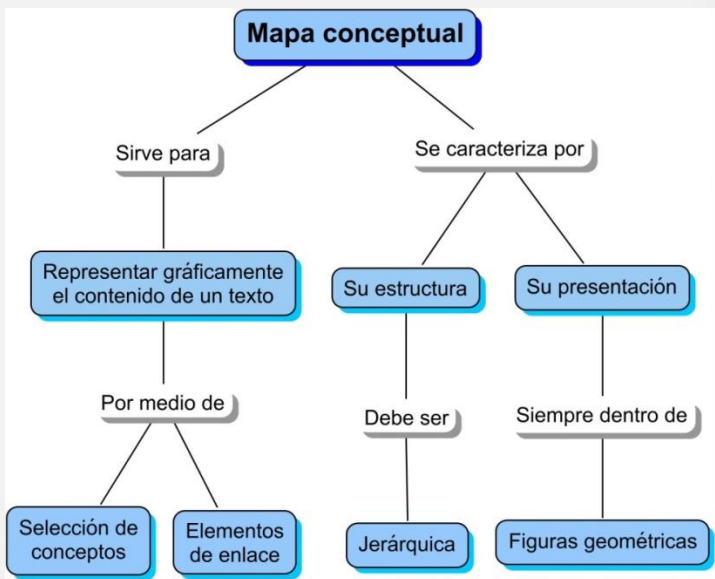 Mapa conceptual
Sirve para
Se caracteriza por
Representar gráficamente
el contenido de un texto
Su estructura
Su presentación
Por medio de
Debe ser
Siempre dentro de
Selección de
conceptos
Elementos
de enlace
Jerárquica
Figuras geométricas